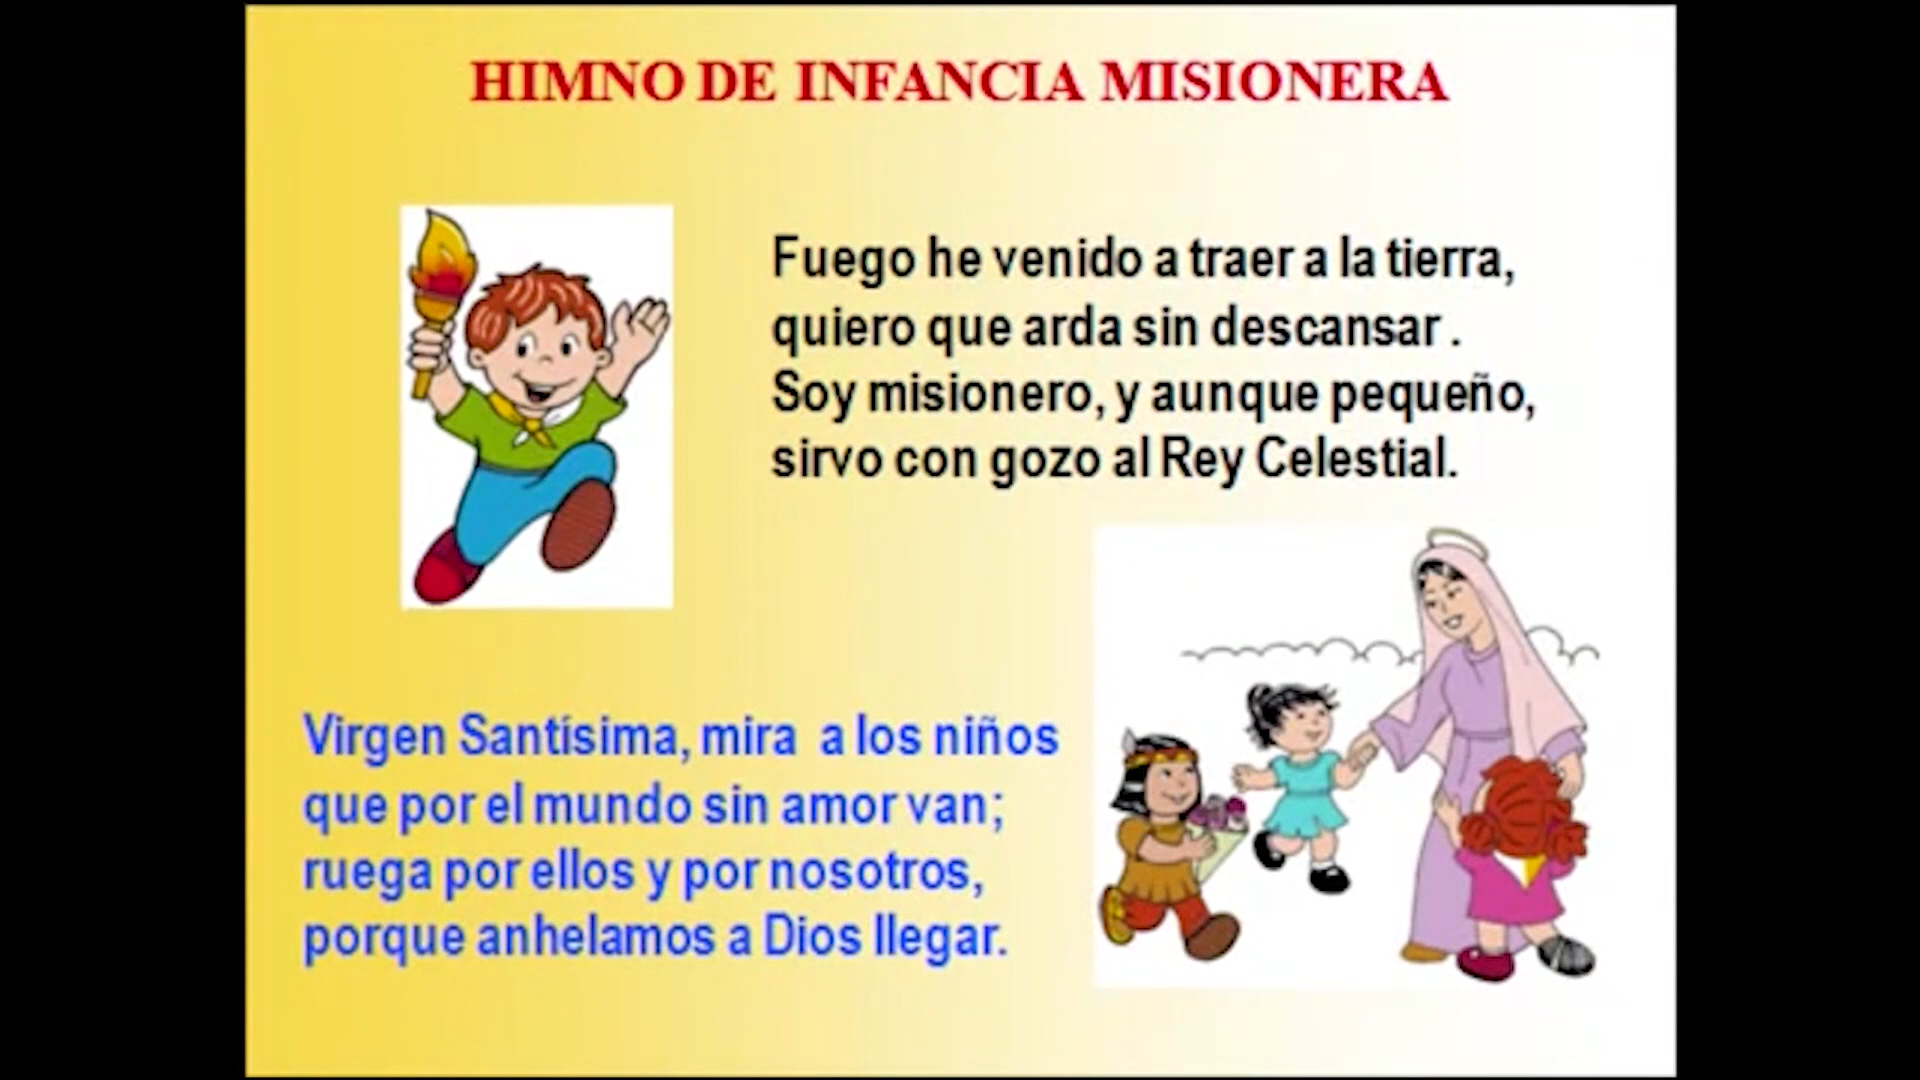 HIMNO DE INFANCIA MISIONERA
Fuego he venido a traer a la tierra,
quiero que arda sin descansar .
Soy misionero, y aunque pequeño,
sirvo con gozo al Rey Celestial.
Virgen Santísima, mira  a los niños
que por el mundo sin amor van;
ruega por ellos y por nosotros,
porque anhelamos a Dios llegar.